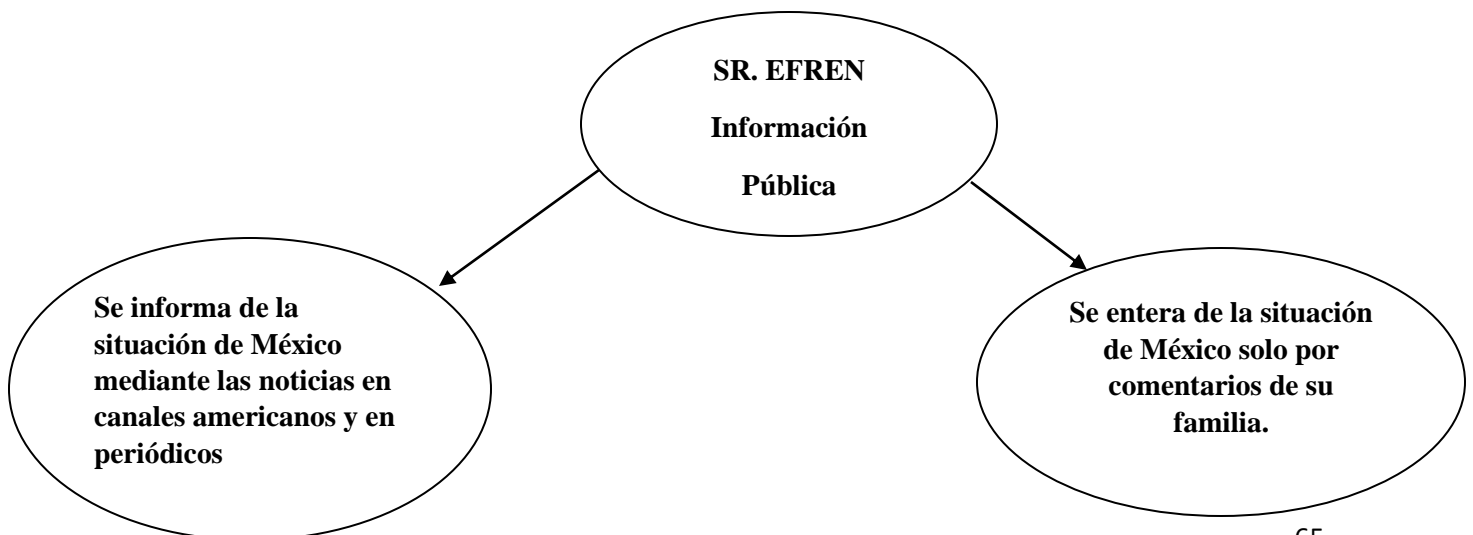 SR. EFREN
Información
Pública
Se informa de la
situación de México
mediante las noticias en
canales americanos y en
periódicos
Se entera de la situación
de México solo por
comentarios de su
familia.